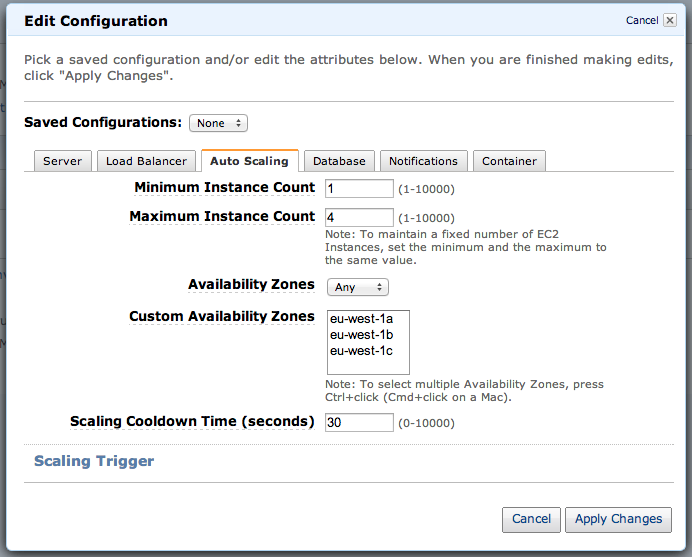 Edit Configuration
Cancel
Pick a saved configuration and/or edit the attributes below. When you are finished making edits,
click "Apply Changes".
Saved Configurations: None
Server Load Balancer Auto Scaling Database Notifications Container
Minimum Instance Count 1 (1-10000)
Maximum Instance Count 4 (1-10000)
Note: To maintain a fixed number of EC2
Instances, set the minimum and the maximum to
the same value.
Availability Zones Any
Custom Availability Zones eu-west-1a
eu-west-1b
eu-west-1c
Note: To select multiple Availability Zones, press
Ctrl+click (Cmd+click on a Mac).
Scaling Cooldown Time (seconds) 30 (0-10000)
Scaling Trigger
Cancel Apply Changes